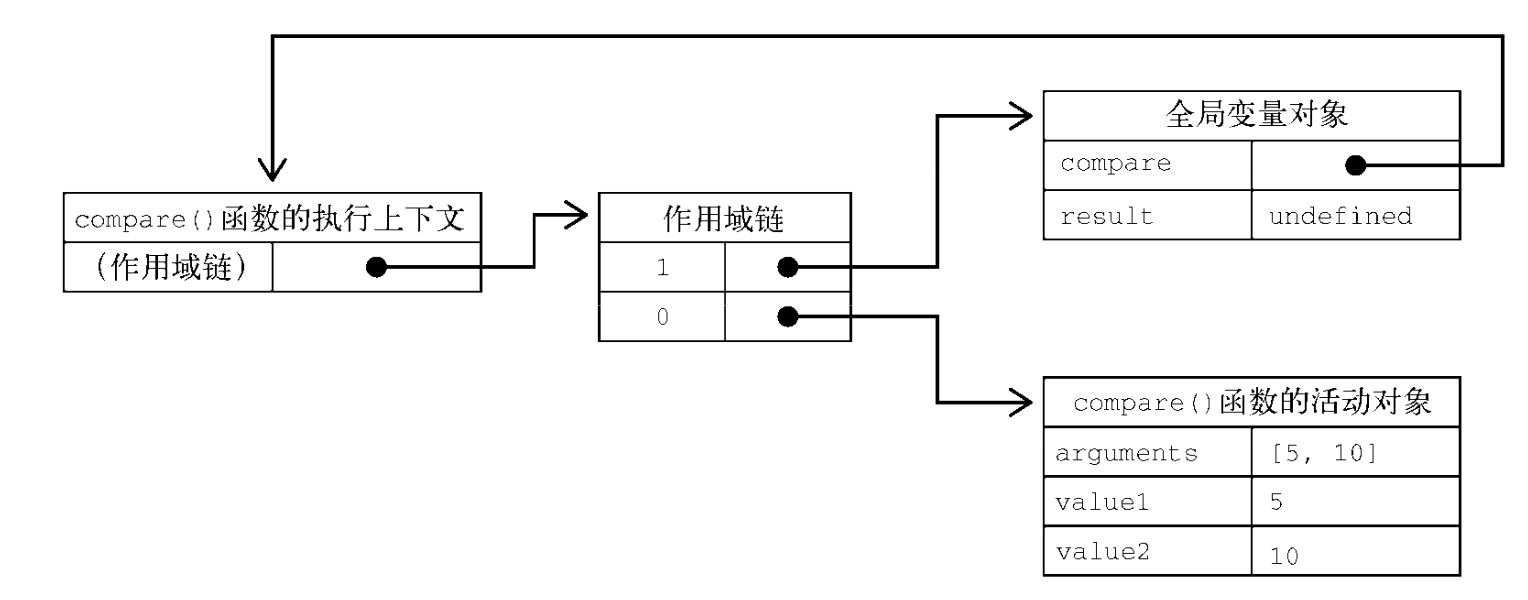 compare()函数的执行上下文
(作用域链)
作用域链
1
0
全局变量对象
compare
result undefined
compare()函数的活动对象
arguments [5, 10]
value1 5
value2 10